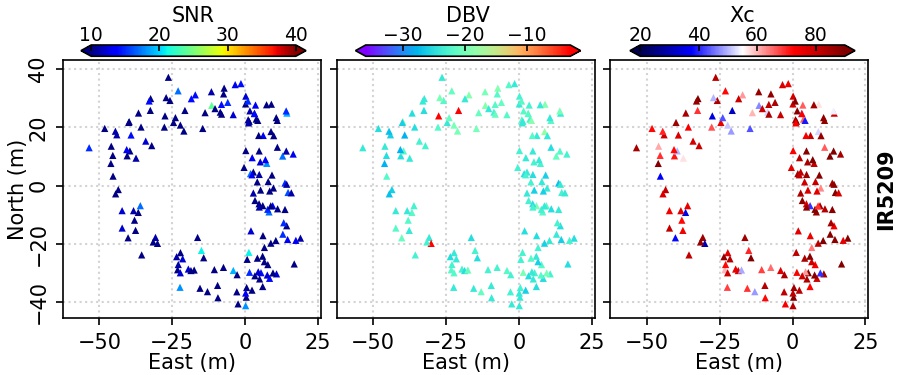 SNR DBV Xc
10 20 30 40 −30 −20 −10 20 40 60 80
40
20
0
−20
−40
North (m)
−50 −25 0 25 −50 −25 0 25 −50 −25 0 25
East (m) East (m) East (m)
IR5209